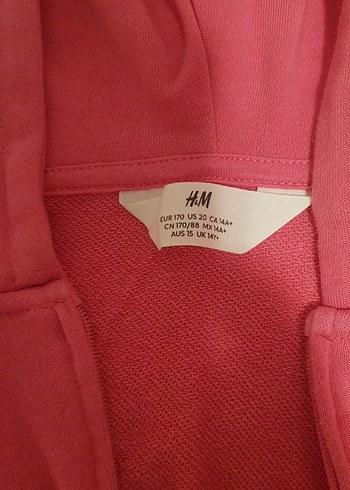 H&M
EUR 170 US 20 CA 14A+
CN 170/88 MX 14A+
AUS 15 UK 14Y+